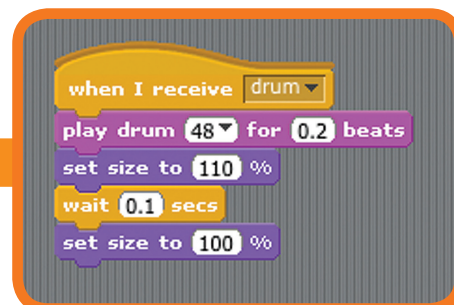 when I receive drum
play drum 48 for 0.2 beats
set size to 110 %
wait 0.1 secs
set size to 100 %